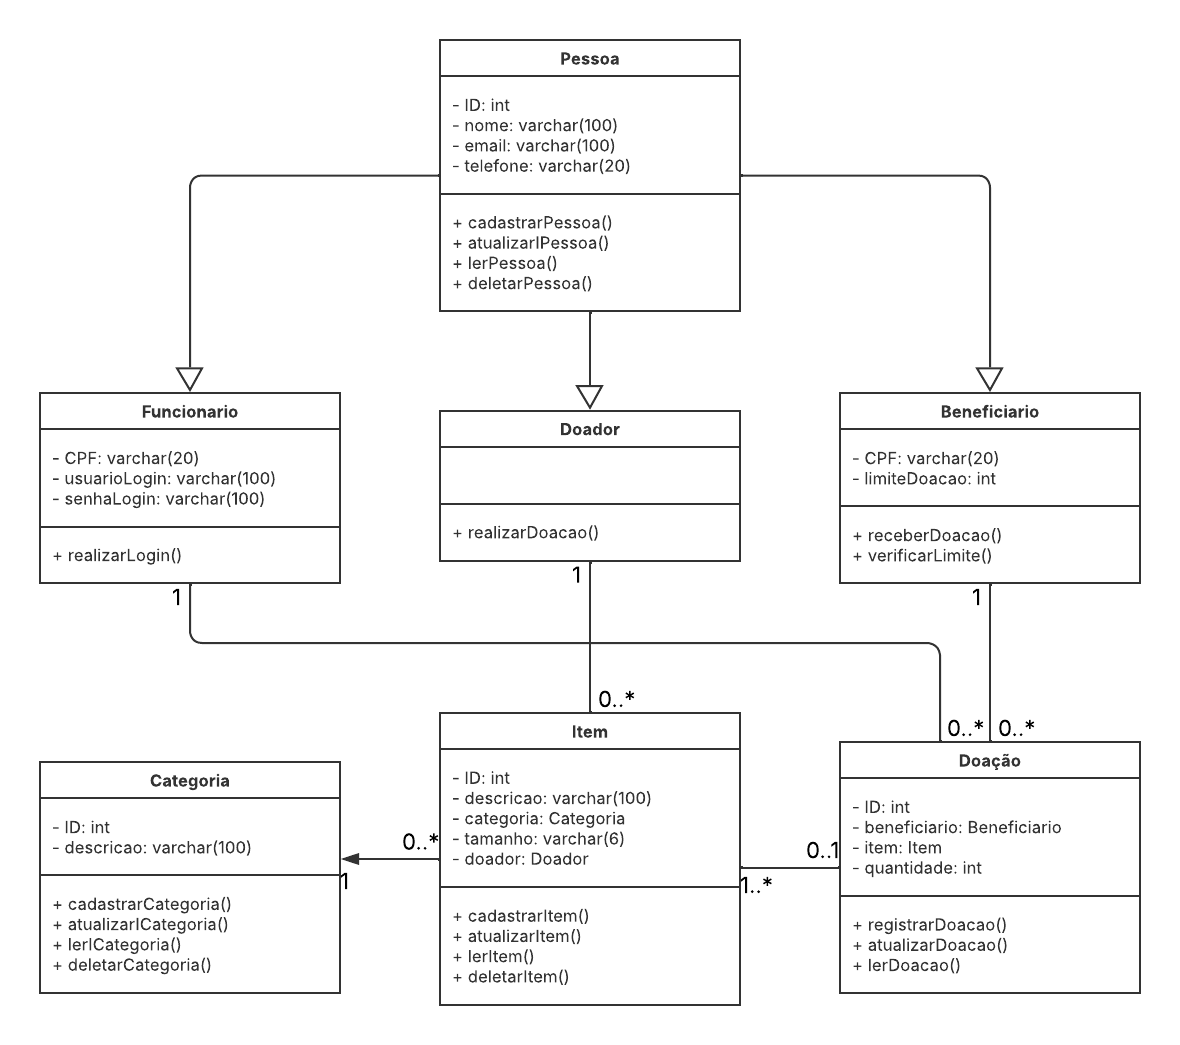 Pessoa
- ID: int
- nome: varchar(100)
- email: varchar(100)
- telefone: varchar(20)
+ cadastrarPessoa()
+ atualizarlPessoa()
+ lerPessoa()
+ deletarPessoa()
Funcionario
- CPF: varchar(20)
- usuarioLogin: varchar(100)
- senhaLogin: varchar(100)
+ realizarLogin()
1
Doador
+ realizarDoacao()
1
Beneficiario
- CPF: varchar(20)
- limiteDoacao: int
+ receberDoacao()
+ verificarLimite()
1
Categoria
- ID: int
- descricao: varchar(100)
+ cadastrarCategoria()
+ atualizarlCategoria()
+ lerlCategoria()
+ deletarCategoria()
1
0..*
0..*
Item
- ID: int
- descricao: varchar(100)
- categoria: Categoria
- tamanho: varchar(6)
- doador: Doador
+ cadastrarItem()
+ atualizarItem()
+ lerItem()
+ deletarItem()
1..*
0..1
0..*
0..*
Doação
- ID: int
- beneficiario: Beneficiario
- item: Item
- quantidade: int
+ registrarDoacao()
+ atualizarDoacao()
+ lerDoacao()